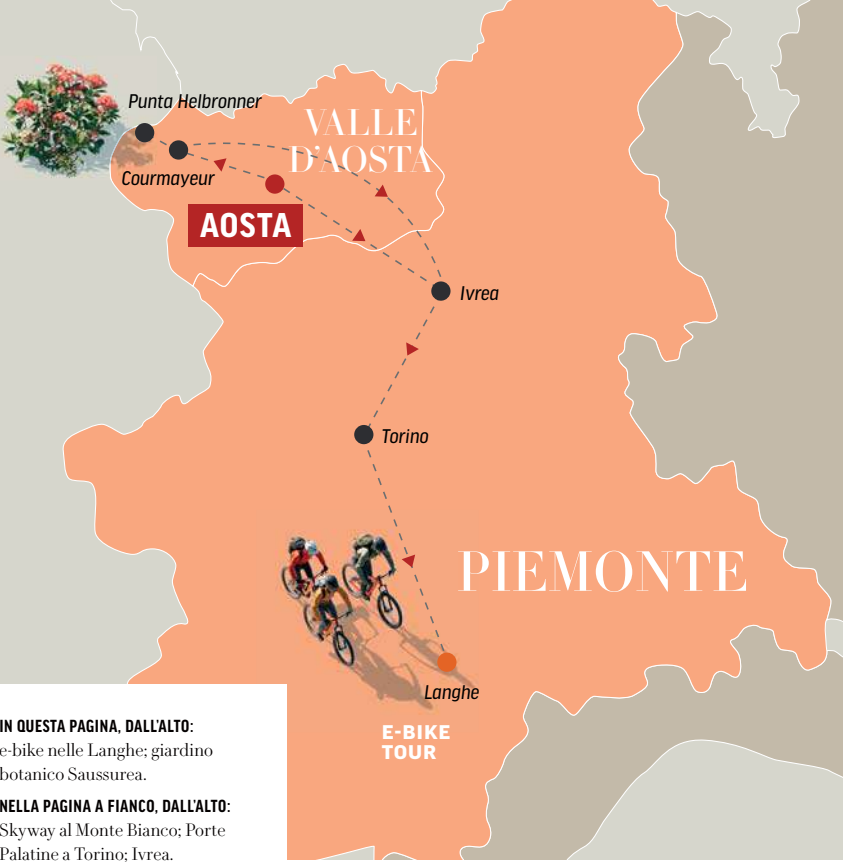 Punta Helbronner
VALLE
D'AOSTA
Courmayeur
AOSTA
Ivrea
Torino
PIEMONTE
Langhe
E-BIKE
TOUR
IN QUESTA PAGINA, DALL'ALTO:
e-bike nelle Langhe; giardino
botanico Saussurea.
NELLA PAGINA A FIANCO, DALL'ALTO:
Skyway al Monte Bianco; Porte
Palatine a Torino; Ivrea.